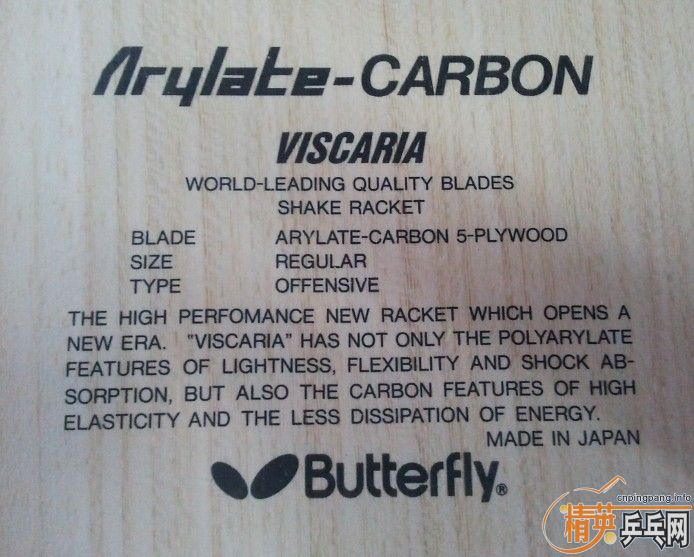 Arylate-CARBON
VISCARIA
WORLD-LEADING QUALITY BLADES
SHAKE RACKET
BLADE ARYLATE-CARBON 5-PLYWOOD
SIZE REGULAR
TYPE OFFENSIVE
THE HIGH PERFOMANCE NEW RACKET WHICH OPENS A
NEW ERA. "VISCARIA" HAS NOT ONLY THE POLYARYLATE
FEATURES OF LIGHTNESS, FLEXIBILITY AND SHOCK AB-
SORPTION, BUT ALSO THE CARBON FEATURES OF HIGH
ELASTICITY AND THE LESS DISSIPATION OF ENERGY.
MADE IN JAPAN
Butterfly®
cnpingpang.info
精英乒乓网